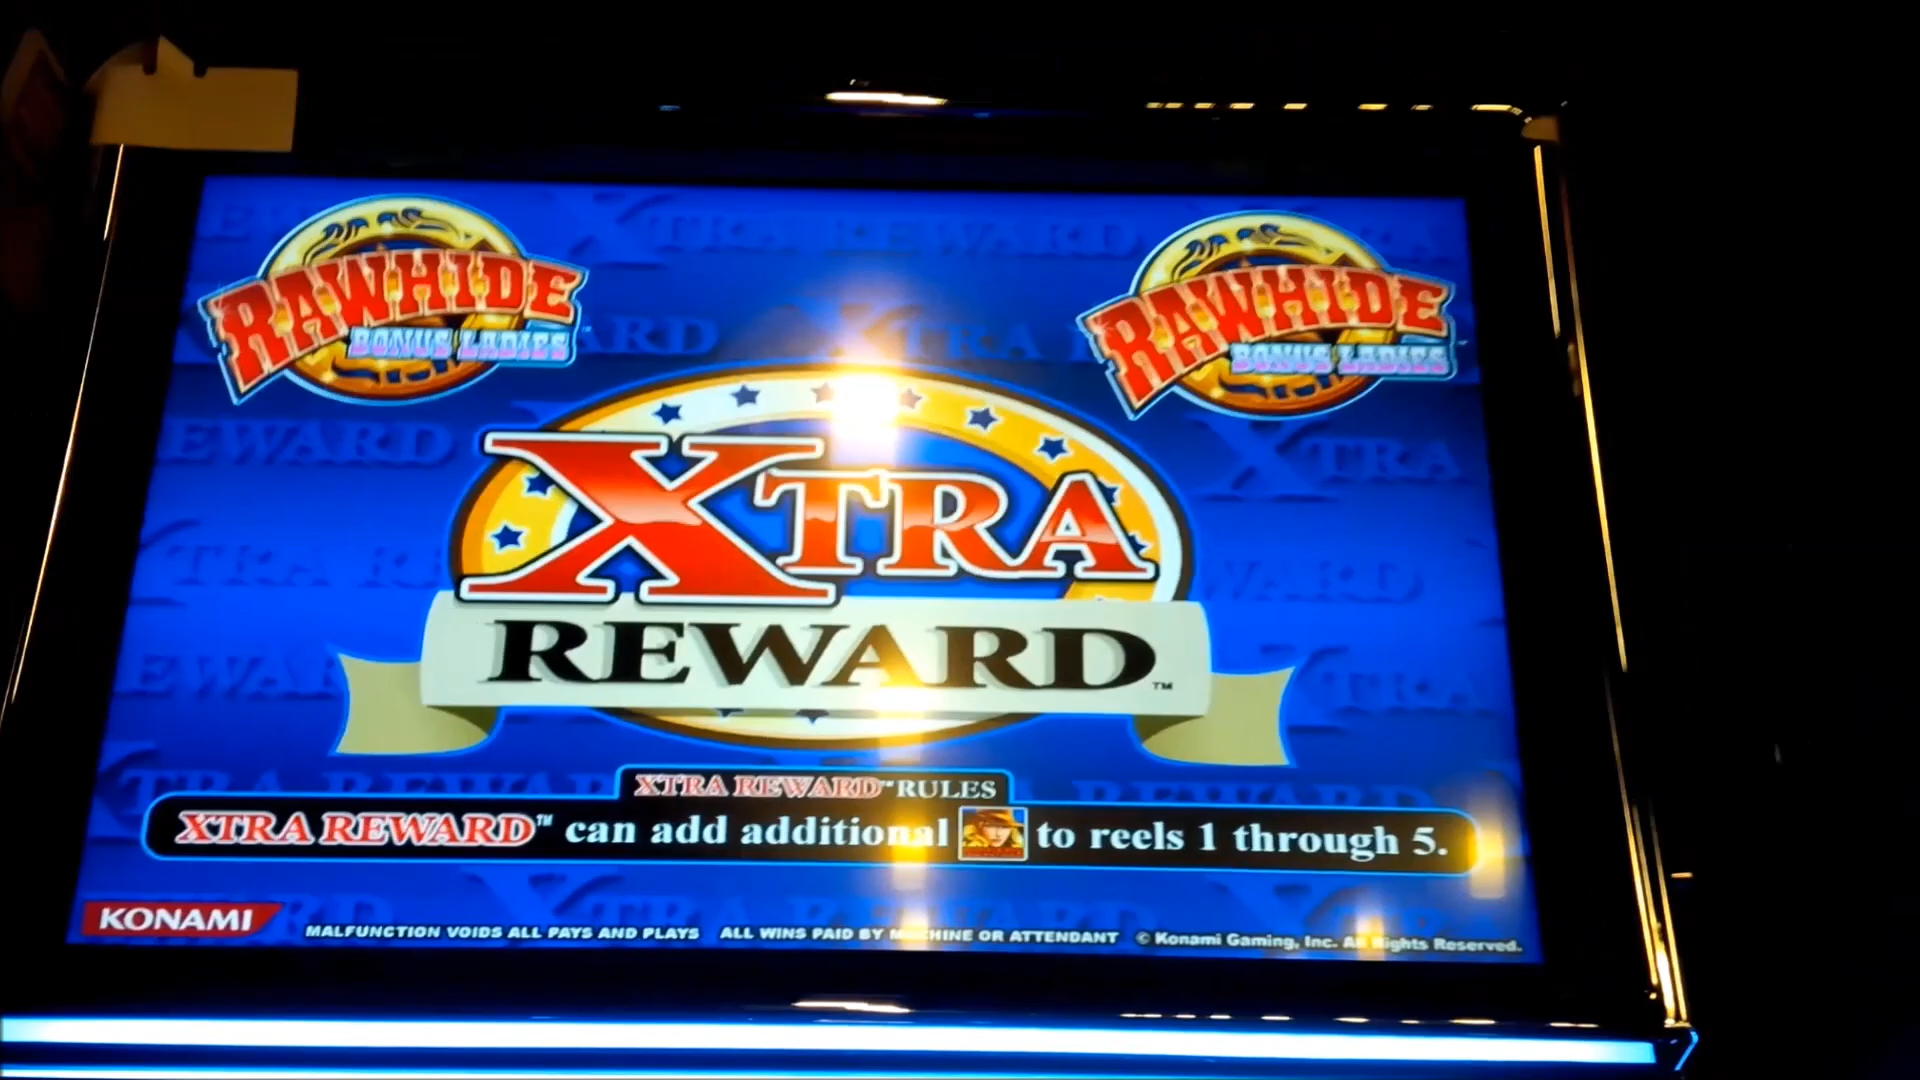 RAWHIDE
BONUS LADIES
RAWHIDE
BONUS LADIES
XTRA
REWARD™
XTRA REWARD™ RULES
XTRA REWARD™ can add additional to reels 1 through 5.
KONAMI
MALFUNCTION VOIDS ALL PAYS AND PLAYS ALL WINS PAID BY MACHINE OR ATTENDANT © Konami Gaming, Inc. All Rights Reserved.